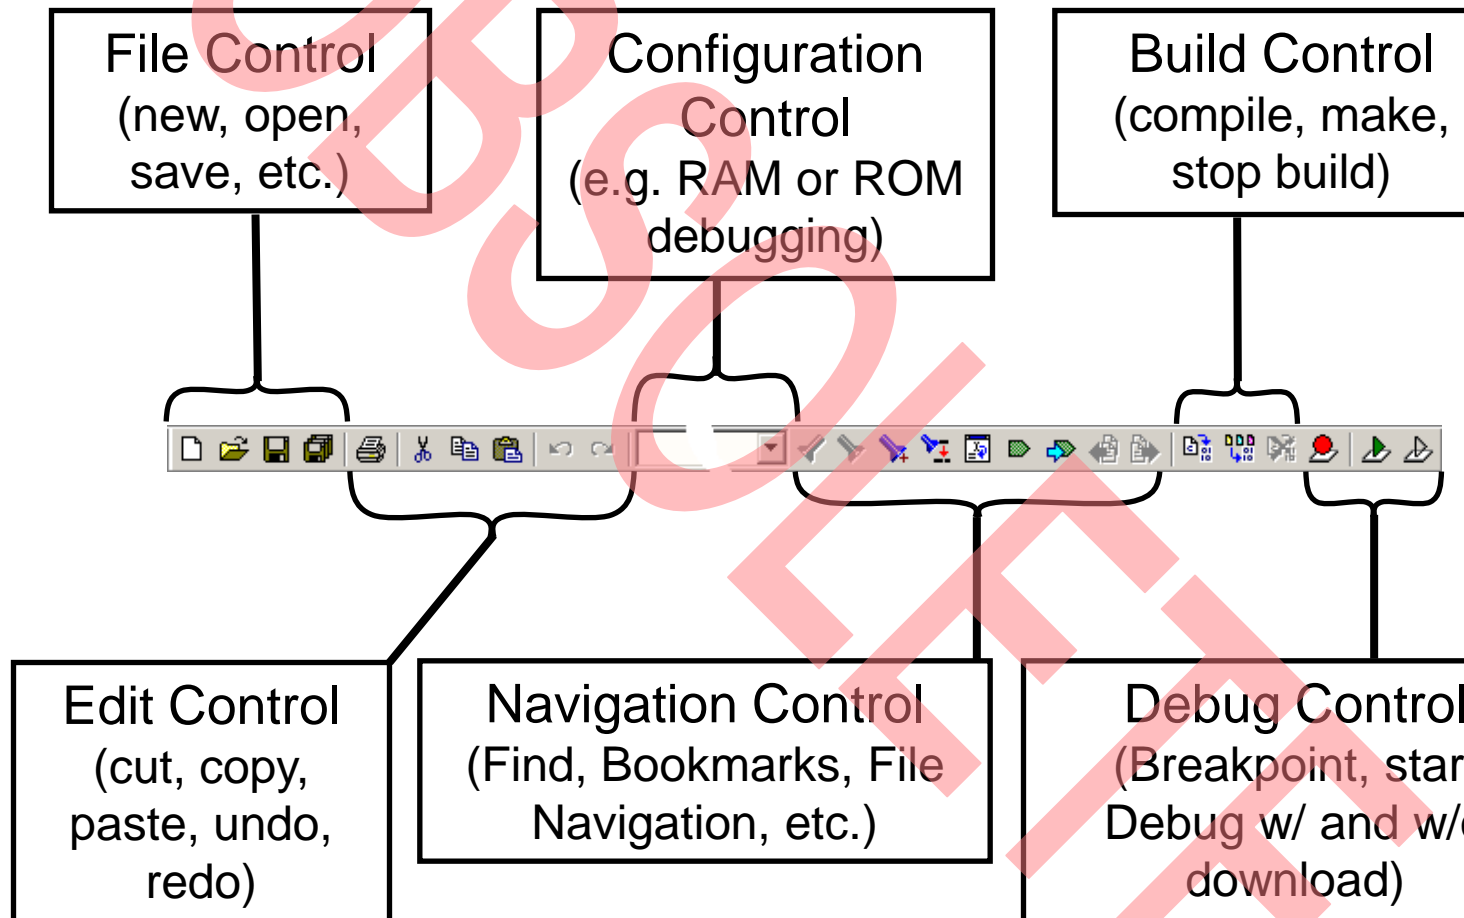 File Control
(new, open,
save, etc.)
Configuration
Control
(e.g. RAM or ROM
debugging)
Build Control
(compile, make,
stop build)
Edit Control
(cut, copy,
paste, undo,
redo)
Navigation Control
(Find, Bookmarks, File
Navigation, etc.)
Debug Control
(Breakpoint, star
Debug w/ and w/
download)
OBSOLETE